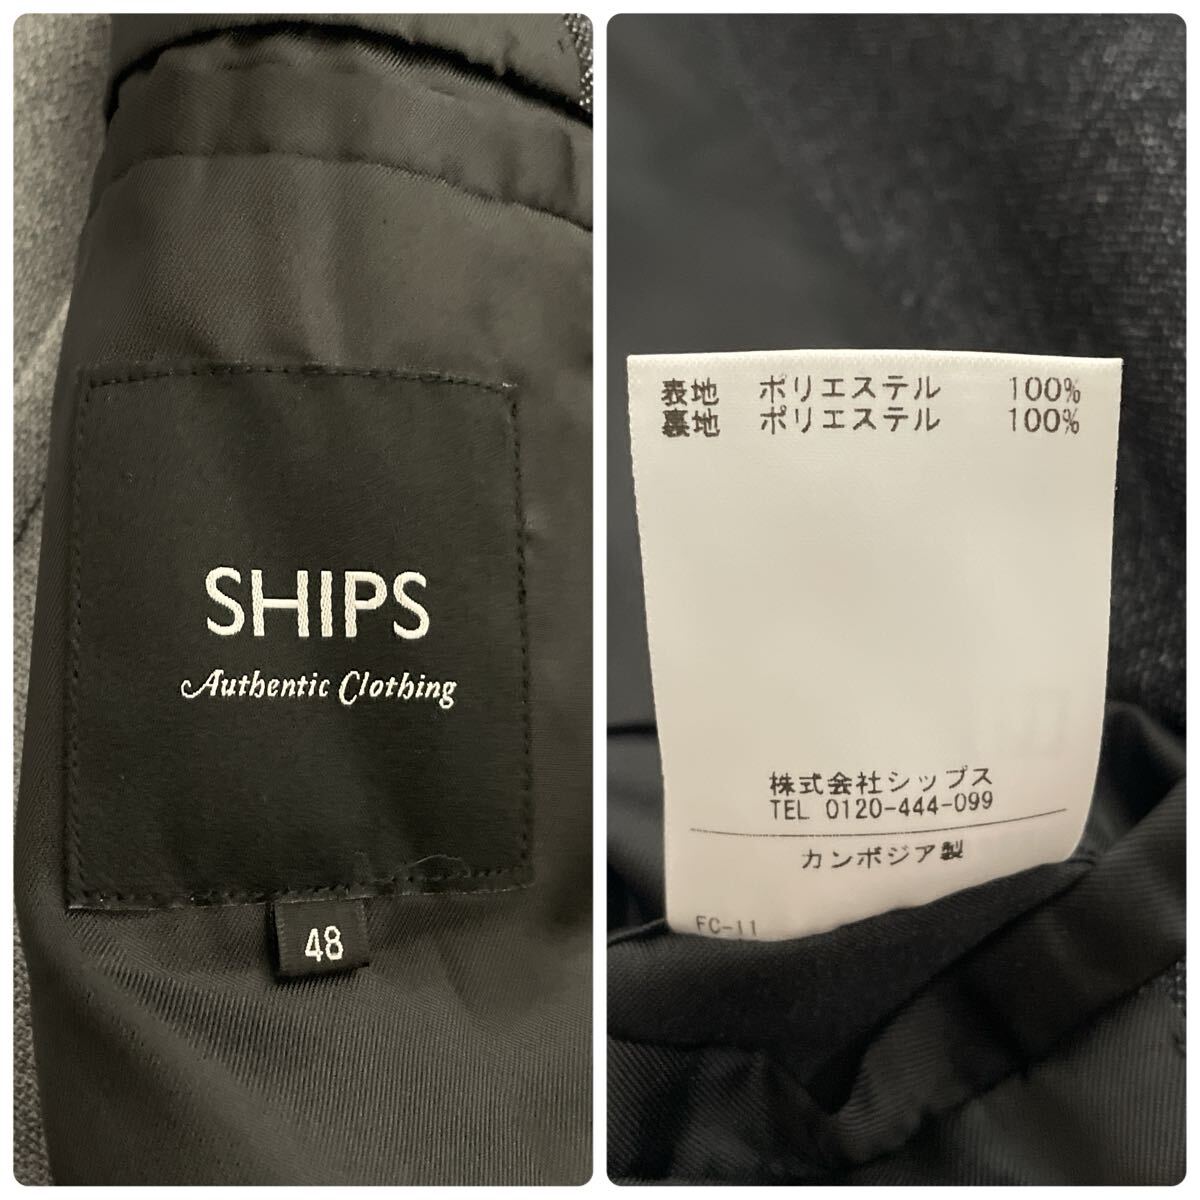 SHIPS
Authentic Clothing
48
表地 ポリエステル 100%
裏地 ポリエステル 100%
株式会社シップス
TEL 0120-444-099
カンボジア製
FC-11